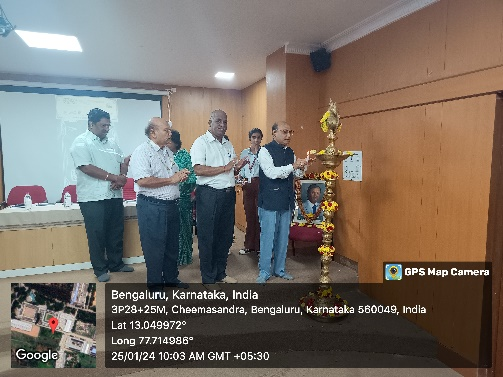 GPS Map Camera
Bengaluru, Karnataka, India
3P28+25M, Cheemasandra, Bengaluru, Karnataka 560049, India
Lat 13.049972°
Long 77.714986°
25/01/24 10:03 AM GMT +05:30
Google